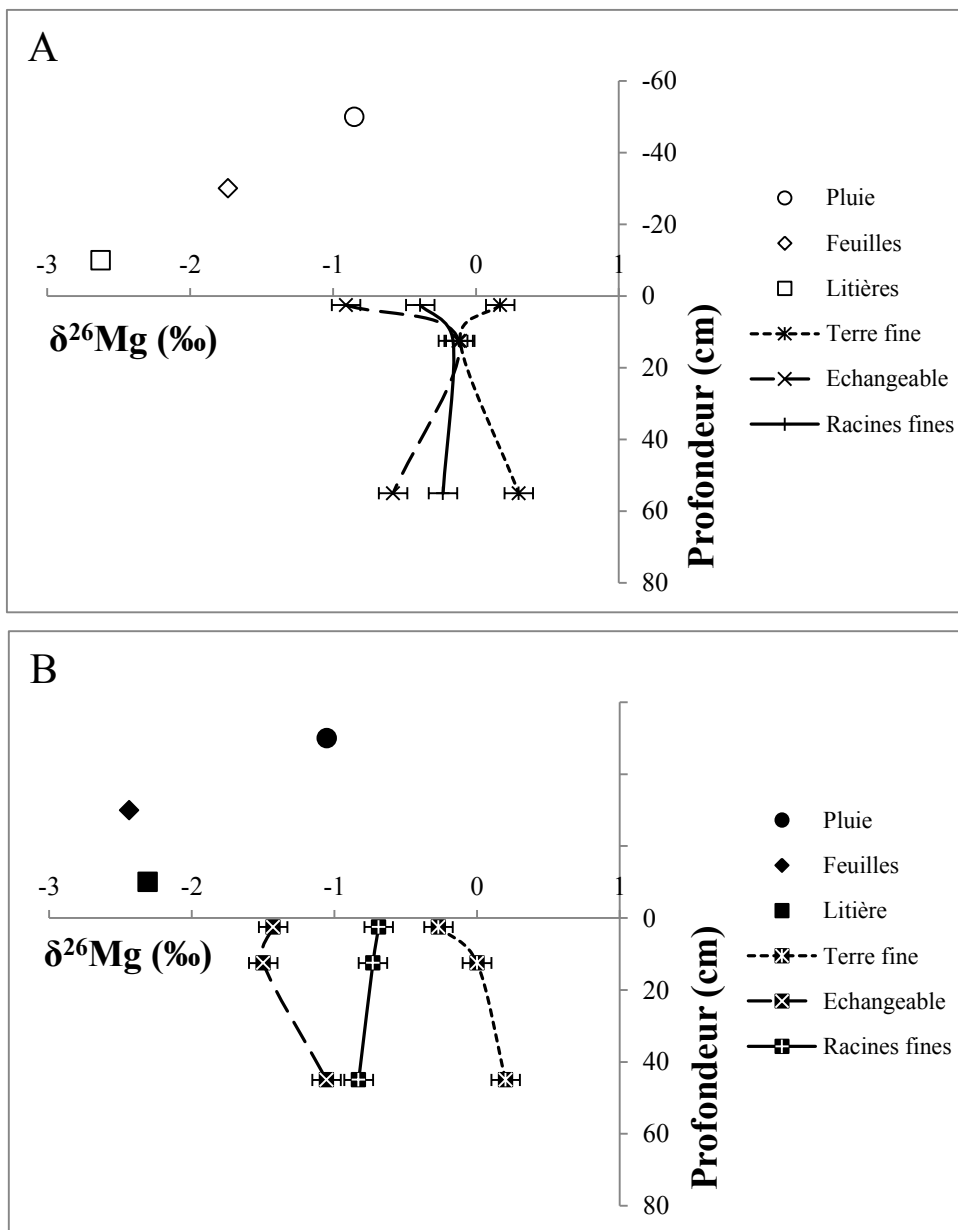 A
-60
-40
-20
-3 -2 -1 0 1
0
20
40
60
80
δ²⁶Mg (‰)
Profondeur (cm)
Pluie
Feuilles
Litières
Terre fine
Echangeable
Racines fines
B
-3 -2 -1 0 1
0
20
40
60
80
δ²⁶Mg (‰)
Profondeur (cm)
Pluie
Feuilles
Litière
Terre fine
Echangeable
Racines fines